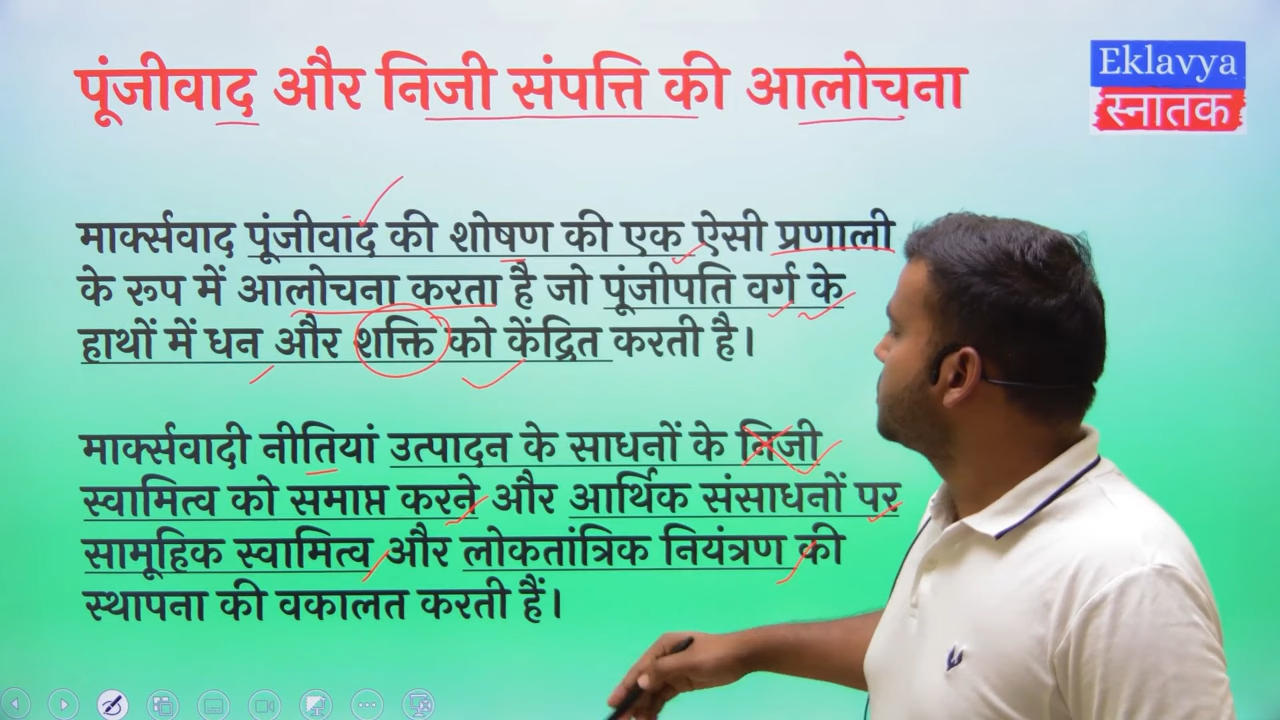 पूंजीवाद और निजी संपत्ति की आलोचना
Eklavya
स्नातक
मार्क्सवाद पूंजीवाद की शोषण की एक ऐसी प्रणाली
के रूप में आलोचना करता है जो पूंजीपति वर्ग के
हाथों में धन और शक्ति को केंद्रित करती है।
मार्क्सवादी नीतियां उत्पादन के साधनों के निजी
स्वामित्व को समाप्त करने और आर्थिक संसाधनों पर
सामूहिक स्वामित्व और लोकतांत्रिक नियंत्रण की
स्थापना की वकालत करती हैं।